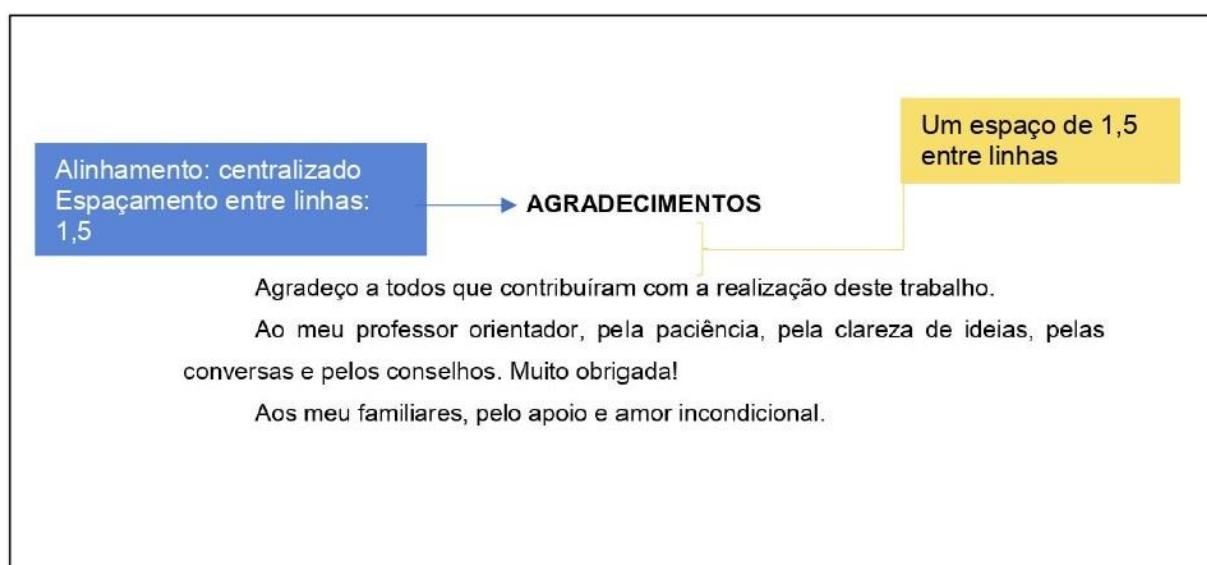 Um espaço de 1,5
entre linhas
Alinhamento: centralizado
Espaçamento entre linhas:
1,5
AGRADECIMENTOS
Agradeço a todos que contribuíram com a realização deste trabalho.
Ao meu professor orientador, pela paciência, pela clareza de ideias, pelas
conversas e pelos conselhos. Muito obrigada!
Aos meu familiares, pelo apoio e amor incondicional.